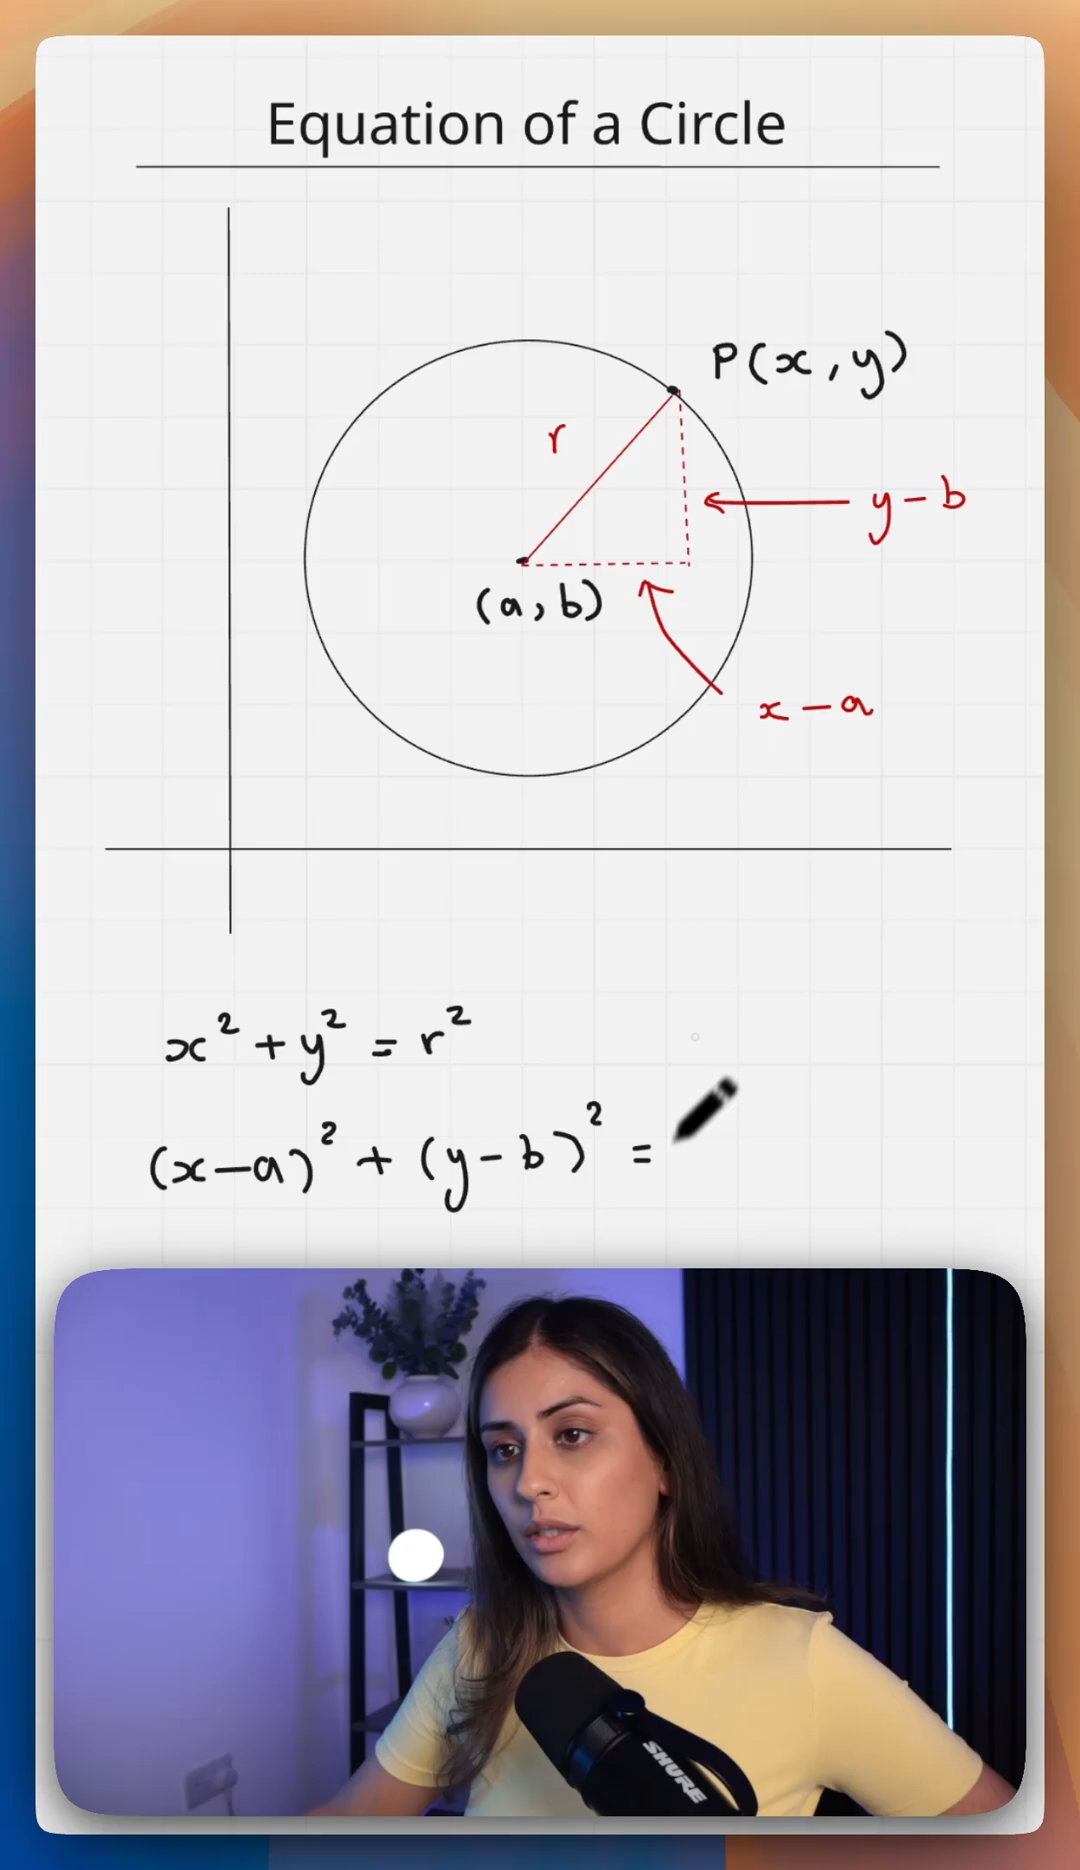 Equation of a Circle
P(x, y)
r
y - b
(a, b)
x - a
x² + y² = r²
(x - a)² + (y - b)² =
SHURE